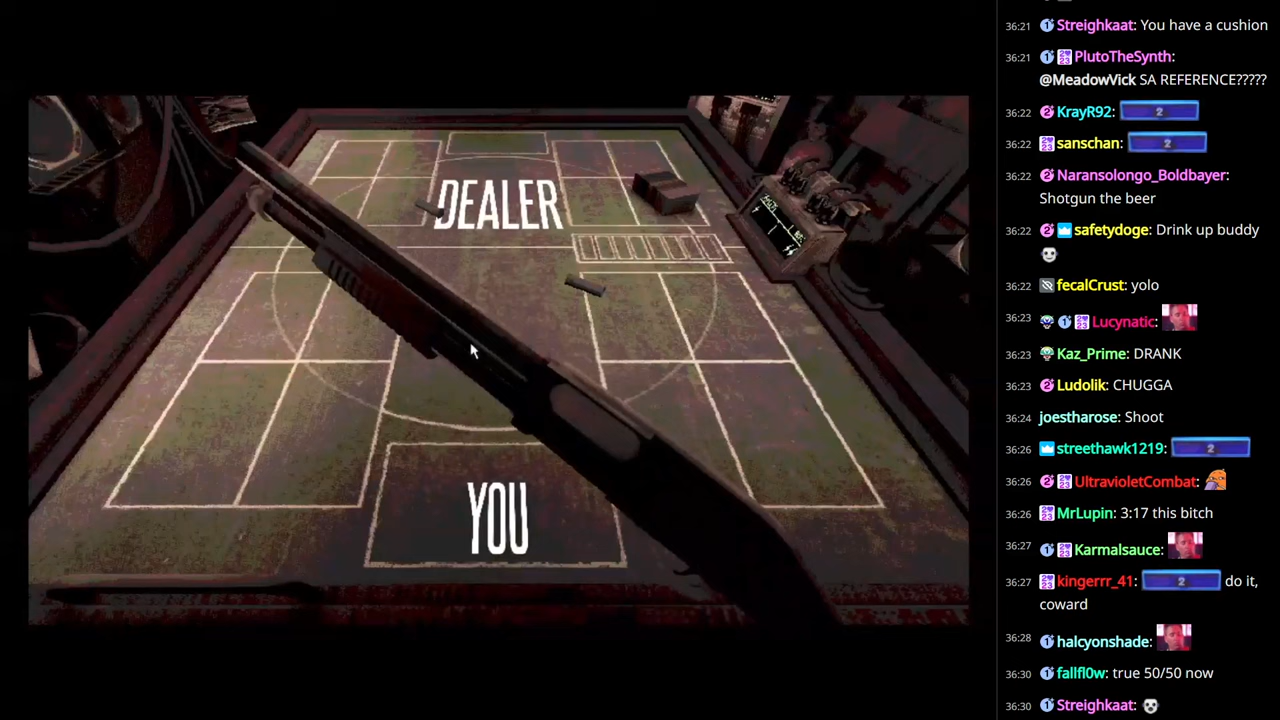 DEALER
YOU
36:21 Streighkaat: You have a cushion
36:21 PlutoTheSynth:
@MeadowVick SA REFERENCE?????
36:22 KrayR92: 2
36:22 sanschan: 2
36:22 Naransolongo_Boldbayer:
Shotgun the beer
36:22 safetydoge: Drink up buddy
36:22 fecalCrust: yolo
36:23 Lucynatic:
36:23 Kaz_Prime: DRANK
36:23 Ludolik: CHUGGA
36:24 joestharose: Shoot
36:26 streethawk1219: 2
36:26 UltravioletCombat:
36:26 MrLupin: 3:17 this bitch
36:27 Karmalsauce:
36:27 kingerrr_41: 2 do it,
coward
36:28 halcyonshade:
36:30 fallfl0w: true 50/50 now
36:30 Streighkaat: